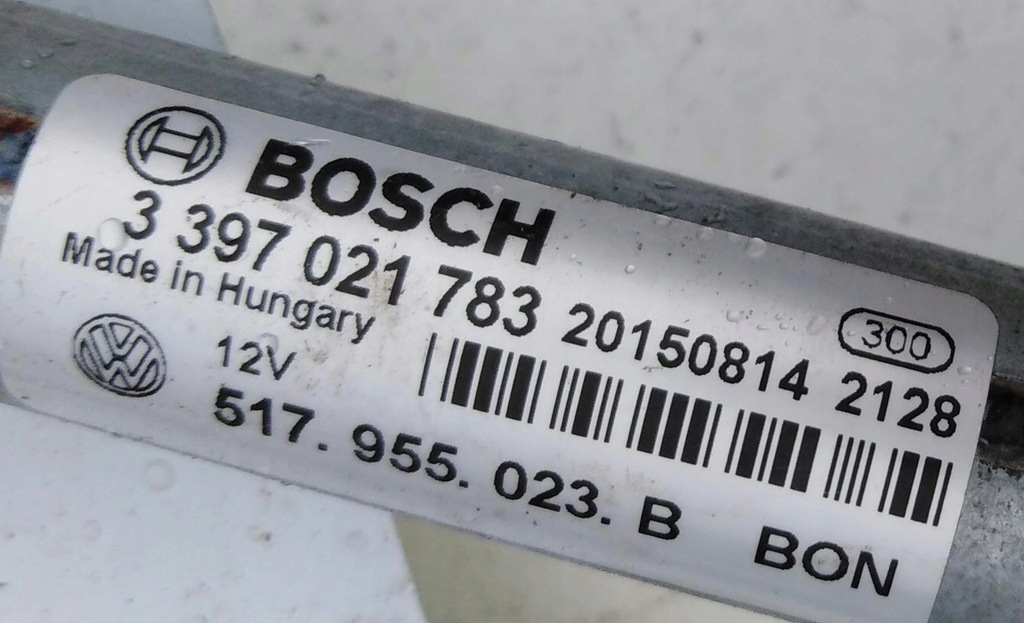 BOSCH
3 397 021 783 20150814 2128
300
Made in Hungary
12V
517. 955. 023. B BON